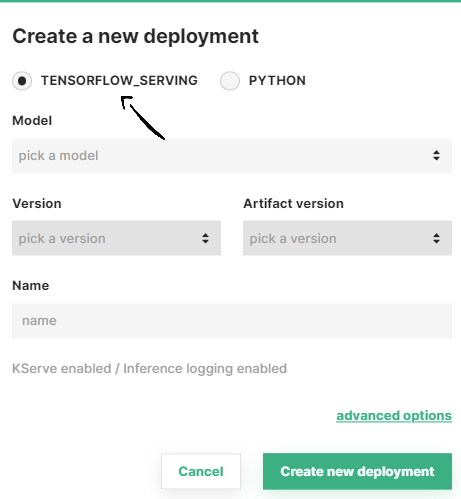 Create a new deployment
TENSORFLOW_SERVING PYTHON
Model
pick a model
Version Artifact version
pick a version pick a version
Name
name
KServe enabled / Inference logging enabled
advanced options
Cancel Create new deployment